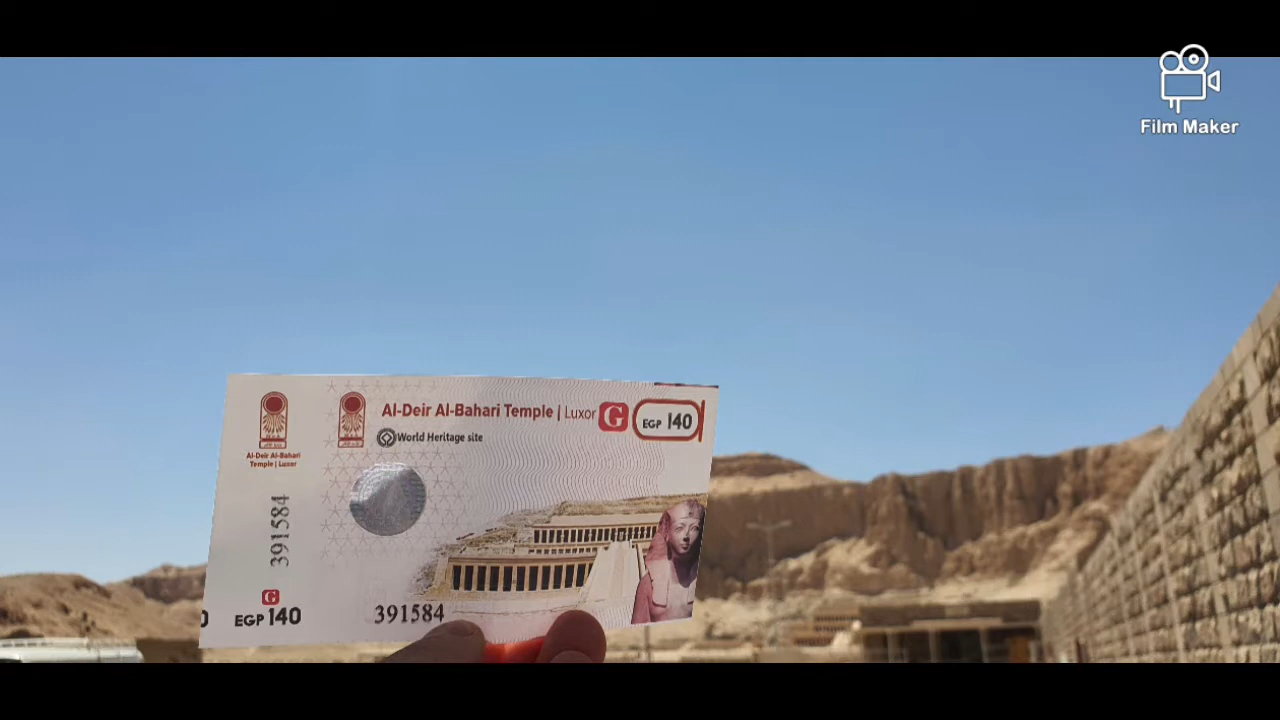 Film Maker
Al-Deir Al-Bahari
Temple | Luxor
391584
G
EGP 140
Al-Deir Al-Bahari Temple | Luxor G EGP 140
World Heritage site
391584